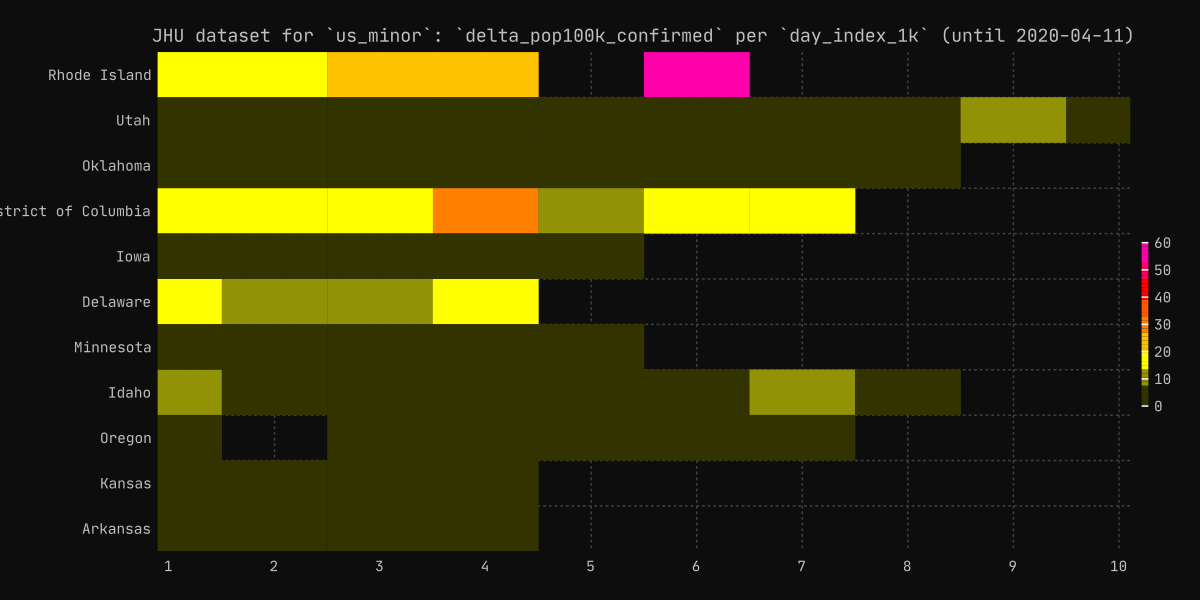 JHU dataset for `us_minor`: `delta_pop100k_confirmed` per `day_index_1k` (until 2020-04-11)
Rhode Island
Utah
Oklahoma
strict of Columbia
Iowa
Delaware
Minnesota
Idaho
Oregon
Kansas
Arkansas
1 2 3 4 5 6 7 8 9 10
60
50
40
30
20
10
0